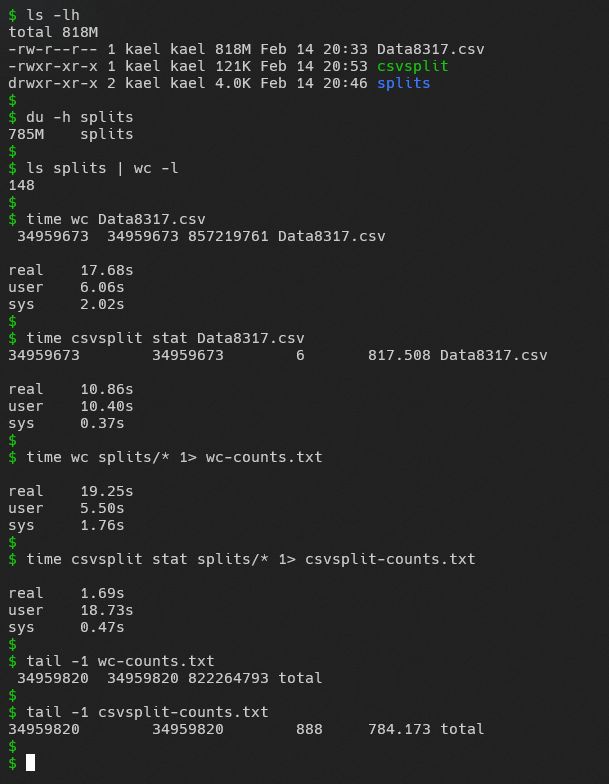 $ ls -lh
total 818M
-rw-r--r-- 1 kael kael 818M Feb 14 20:33 Data8317.csv
-rwxr-xr-x 1 kael kael 121K Feb 14 20:53 csvsplit
drwxr-xr-x 2 kael kael 4.0K Feb 14 20:46 splits
$
$ du -h splits
785M    splits
$
$ ls splits | wc -l
148
$
$ time wc Data8317.csv
 34959673  34959673 857219761 Data8317.csv

real    17.68s
user    6.06s
sys     2.02s
$
$ time csvsplit stat Data8317.csv
34959673        34959673        6       817.508 Data8317.csv

real    10.86s
user    10.40s
sys     0.37s
$
$ time wc splits/* 1> wc-counts.txt

real    19.25s
user    5.50s
sys     1.76s
$
$ time csvsplit stat splits/* 1> csvsplit-counts.txt

real    1.69s
user    18.73s
sys     0.47s
$
$ tail -1 wc-counts.txt
 34959820  34959820 822264793 total
$
$ tail -1 csvsplit-counts.txt
34959820        34959820        888     784.173 total
$
$